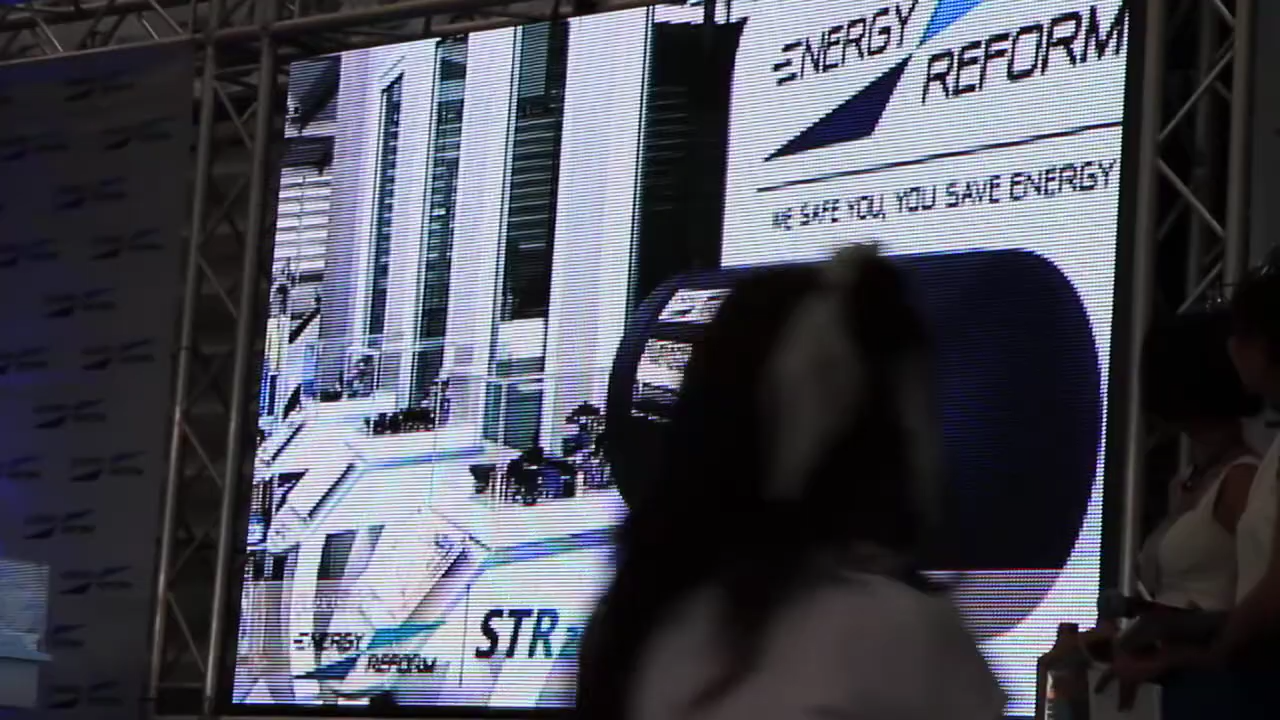 ENERGY
REFORM
WE SAFE YOU, YOU SAVE ENERGY
ENERGY
REFORM
STR